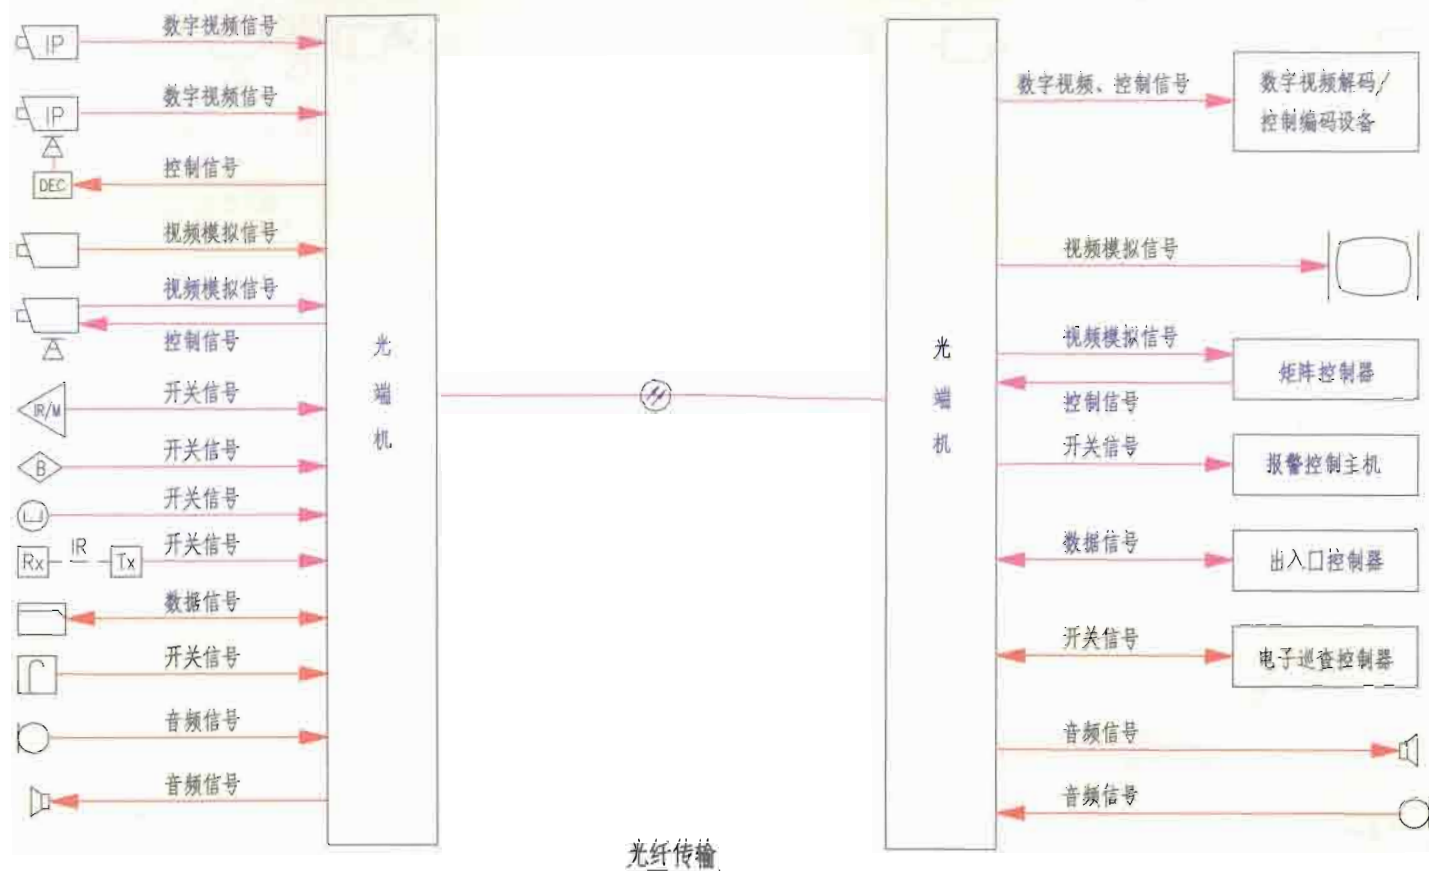 数字视频信号
IP
数字视频信号
IP
控制信号
DEC
视频模拟信号
视频模拟信号
控制信号
开关信号
IR/M
开关信号
B
开关信号
开关信号
Rx
IR
Tx
数据信号
开关信号
音频信号
音频信号
光
端
机
光
端
机
数字视频、控制信号
数字视频解码/
控制编码设备
视频模拟信号
视频模拟信号
矩阵控制器
控制信号
开关信号
报警控制主机
数据信号
出入口控制器
开关信号
电子巡查控制器
音频信号
音频信号
光纤传输